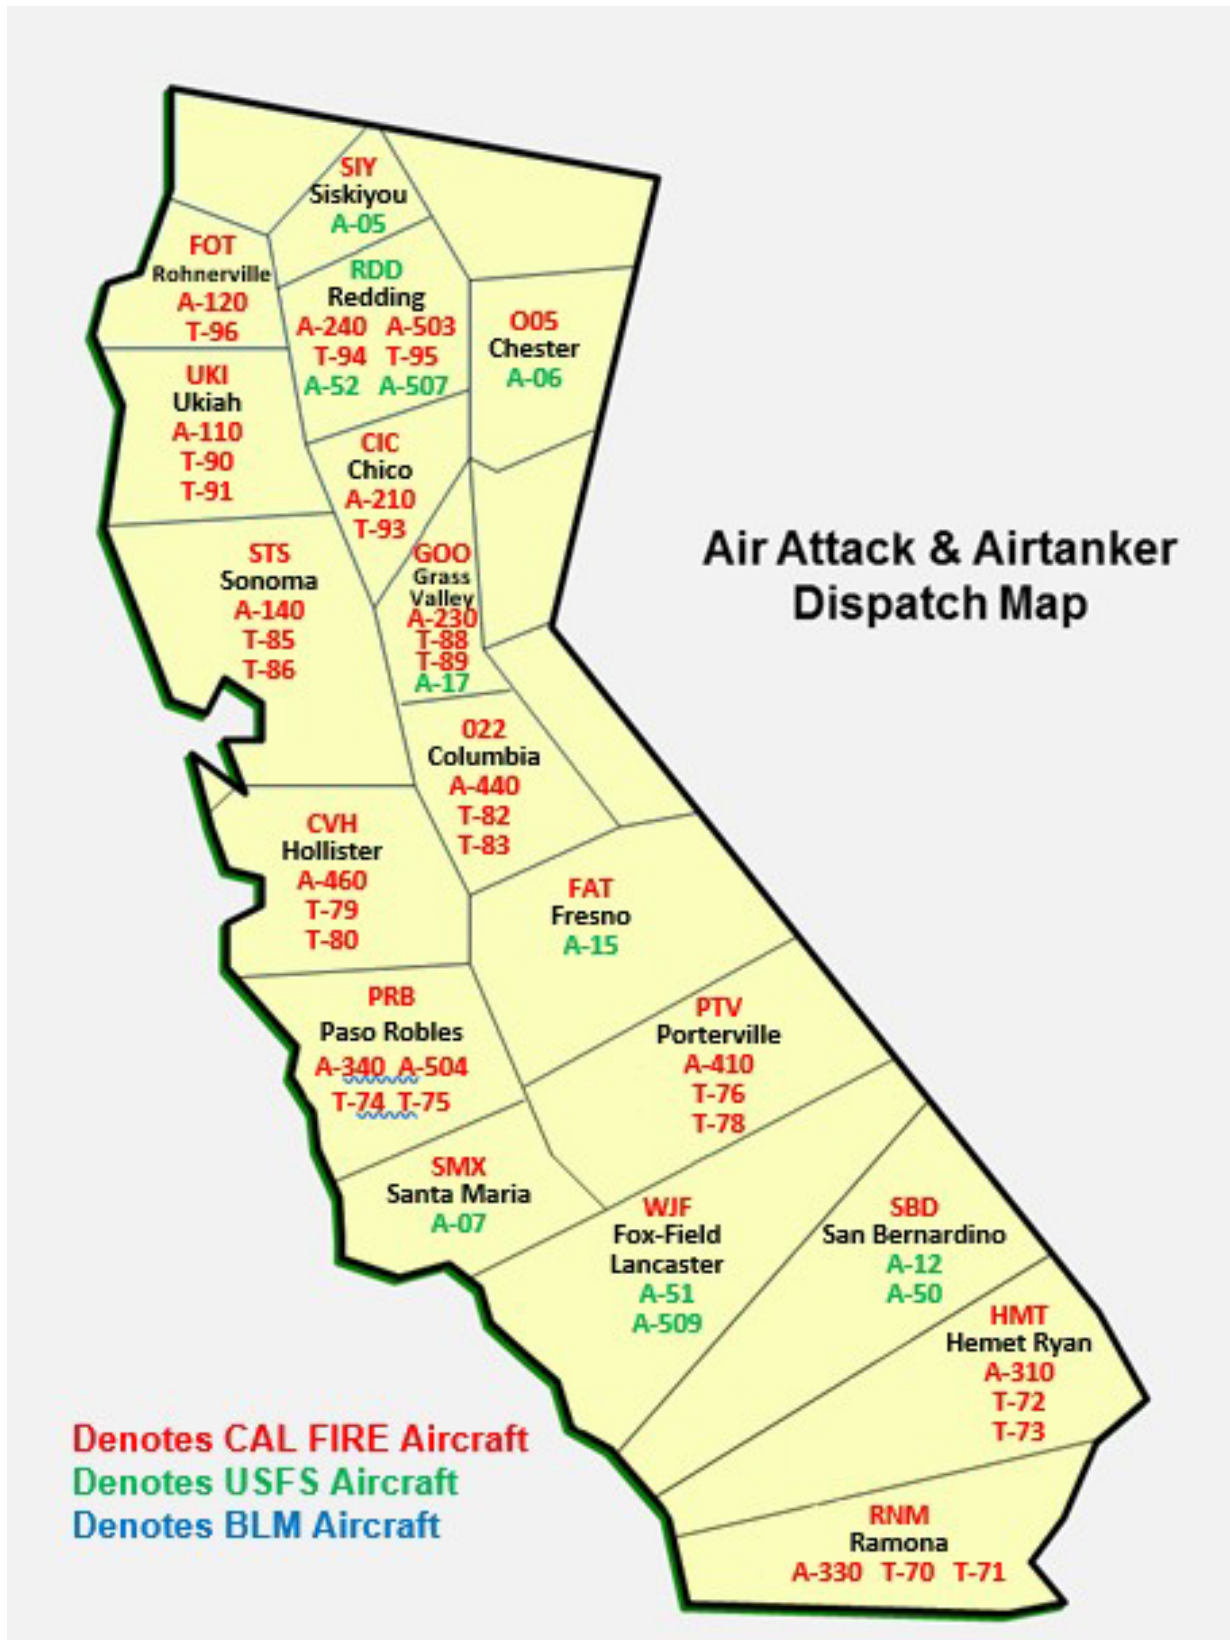 SIY
Siskiyou
A-05
FOT
Rohnerville
A-120
T-96
RDD
Redding
A-240 A-503
T-94 T-95
A-52 A-507
O05
Chester
A-06
UKI
Ukiah
A-110
T-90
T-91
CIC
Chico
A-210
T-93
STS
Sonoma
A-140
T-85
T-86
GOO
Grass
Valley
A-230
T-88
T-89
A-17
Air Attack & Airtanker
Dispatch Map
022
Columbia
A-440
T-82
T-83
CVH
Hollister
A-460
T-79
T-80
FAT
Fresno
A-15
PRB
Paso Robles
A-340 A-504
T-74 T-75
PTV
Porterville
A-410
T-76
T-78
SMX
Santa Maria
A-07
WJF
Fox-Field
Lancaster
A-51
A-509
SBD
San Bernardino
A-12
A-50
HMT
Hemet Ryan
A-310
T-72
T-73
RNM
Ramona
A-330 T-70 T-71
Denotes CAL FIRE Aircraft
Denotes USFS Aircraft
Denotes BLM Aircraft